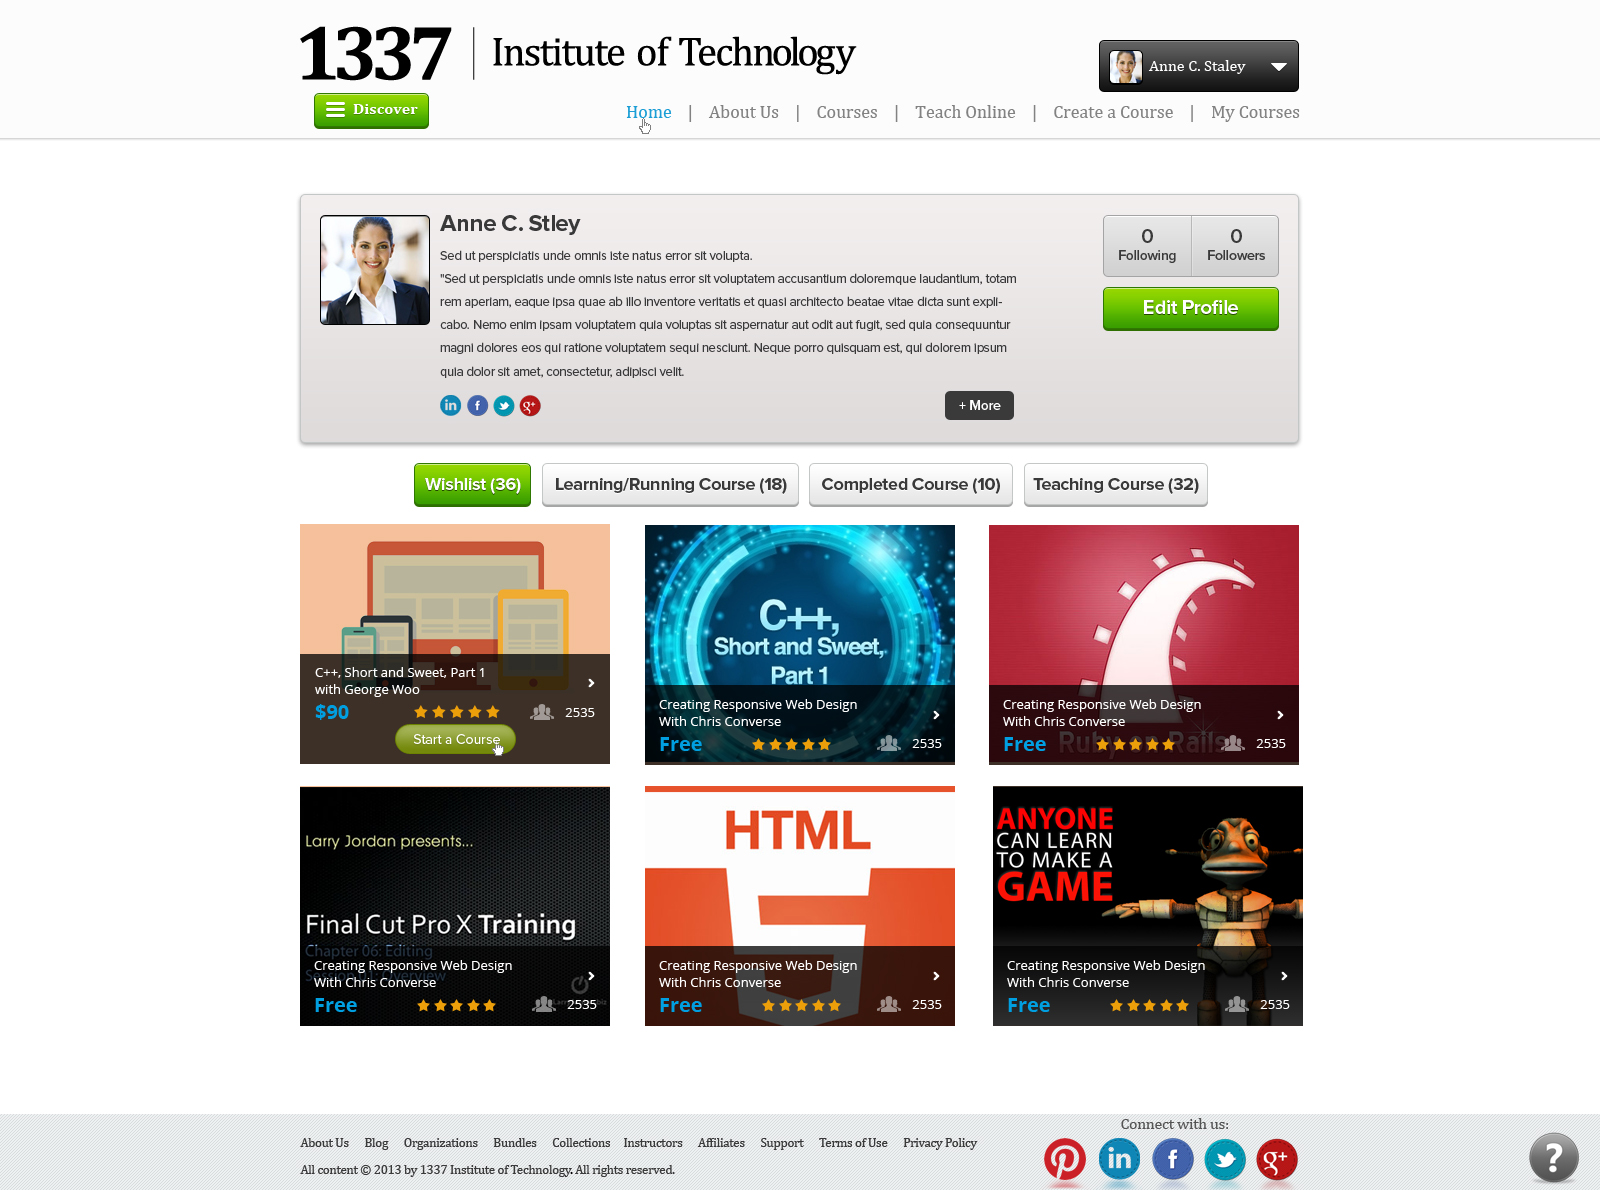 1337 Institute of Technology
Anne C. Staley
Discover
Home | About Us | Courses | Teach Online | Create a Course | My Courses
Anne C. Stley
Sed ut perspiciatis unde omnis iste natus error sit volupta.
"Sed ut perspiciatis unde omnis iste natus error sit voluptatem accusantium doloremque laudantium, totam
rem aperiam, eaque ipsa quae ab illo inventore veritatis et quasi architecto beatae vitae dicta sunt expli-
cabo. Nemo enim ipsam voluptatem quia voluptas sit aspernatur aut odit aut fugit, sed quia consequuntur
magni dolores eos qui ratione voluptatem sequi nesciunt. Neque porro quisquam est, qui dolorem ipsum
quia dolor sit amet, consectetur, adipisci velit.
in f g+
+ More
0 Following
0 Followers
Edit Profile
Wishlist (36)
Learning/Running Course (18)
Completed Course (10)
Teaching Course (32)
C++, Short and Sweet, Part 1
with George Woo
$90 2535
Start a Course
C++,
Short and Sweet,
Part 1
Creating Responsive Web Design
With Chris Converse
Free 2535
Ruby on Rails
Creating Responsive Web Design
With Chris Converse
Free 2535
Larry Jordan presents...
Final Cut Pro X Training
Chapter 06: Editing
Overview
Creating Responsive Web Design
With Chris Converse
Free 2535
HTML
5
Creating Responsive Web Design
With Chris Converse
Free 2535
ANYONE
CAN LEARN
TO MAKE A
GAME
Creating Responsive Web Design
With Chris Converse
Free 2535
About Us Blog Organizations Bundles Collections Instructors Affiliates Support Terms of Use Privacy Policy
All content © 2013 by 1337 Institute of Technology. All rights reserved.
Connect with us:
in f g+
?